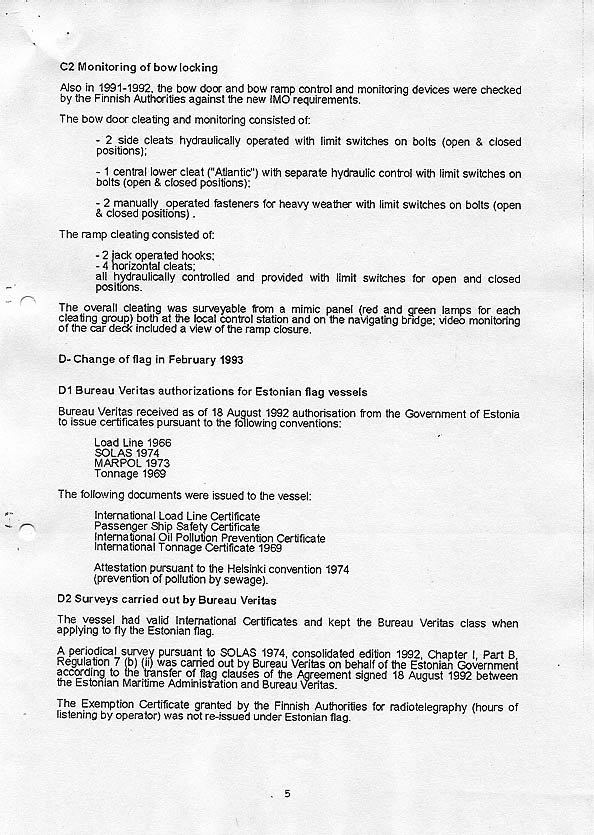 C2 Monitoring of bow locking
Also in 1991-1992, the bow door and bow ramp control and monitoring devices were checked
by the Finnish Authorities against the new IMO requirements.
The bow door cleating and monitoring consisted of:
- 2 side cleats hydraulically operated with limit switches on bolts (open & closed
positions);
- 1 central lower cleat ("Atlantic") with separate hydraulic control with limit switches on
bolts (open & closed positions);
- 2 manually operated fasteners for heavy weather with limit switches on bolts (open
& closed positions) .
The ramp cleating consisted of:
- 2 jack operated hooks;
- 4 horizontal cleats;
all hydraulically controlled and provided with limit switches for open and closed
positions.
The overall cleating was surveyable from a mimic panel (red and green lamps for each
cleating group) both at the local control station and on the navigating bridge; video monitoring
of the car deck included a view of the ramp closure.
D- Change of flag in February 1993
D1 Bureau Veritas authorizations for Estonian flag vessels
Bureau Veritas received as of 18 August 1992 authorisation from the Government of Estonia
to issue certificates pursuant to the following conventions:
Load Line 1966
SOLAS 1974
MARPOL 1973
Tonnage 1969
The following documents were issued to the vessel:
International Load Line Certificate
Passenger Ship Safety Certificate
International Oil Pollution Prevention Certificate
International Tonnage Certificate 1969
Attestation pursuant to the Helsinki convention 1974
(prevention of pollution by sewage).
D2 Surveys carried out by Bureau Veritas
The vessel had valid International Certificates and kept the Bureau Veritas class when
applying to fly the Estonian flag.
A periodical survey pursuant to SOLAS 1974, consolidated edition 1992, Chapter I, Part B,
Regulation 7 (b) (ii) was carried out by Bureau Veritas on behalf of the Estonian Government
according to the transfer of flag clauses of the Agreement signed 18 August 1992 between
the Estonian Maritime Administration and Bureau Veritas.
The Exemption Certificate granted by the Finnish Authorities for radiotelegraphy (hours of
listening by operator) was not re-issued under Estonian flag.
5